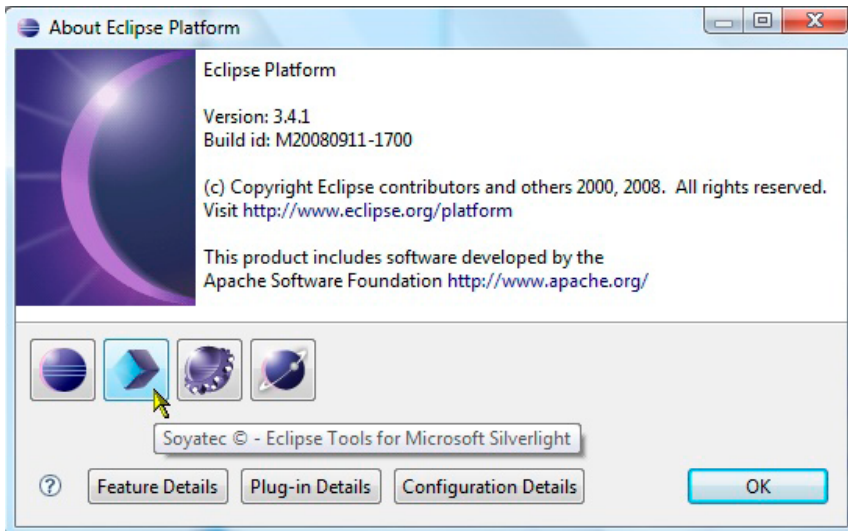 About Eclipse Platform
Eclipse Platform
Version: 3.4.1
Build id: M20080911-1700
(c) Copyright Eclipse contributors and others 2000, 2008.  All rights reserved.
Visit http://www.eclipse.org/platform
This product includes software developed by the
Apache Software Foundation http://www.apache.org/
Soyatec © - Eclipse Tools for Microsoft Silverlight
? Feature Details Plug-in Details Configuration Details OK